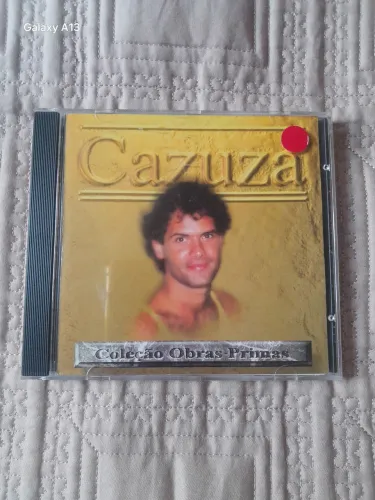 Galaxy A13
Cazuza
Coleção Obras-Primas